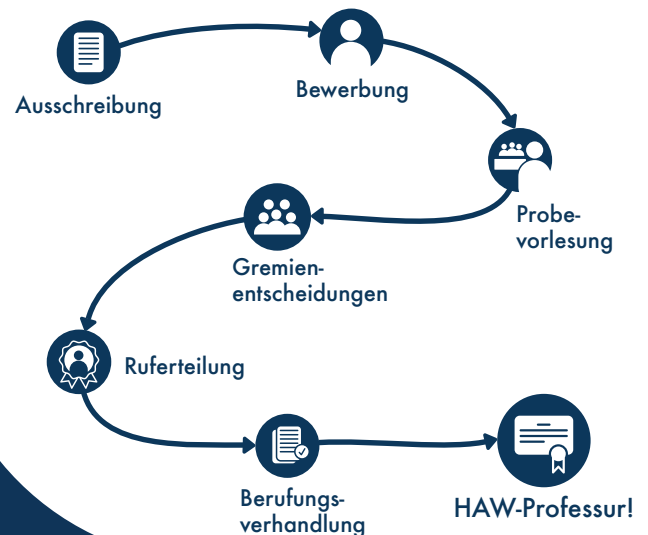 Ausschreibung
Bewerbung
Probe-
vorlesung
Gremien-
entscheidungen
Ruferteilung
Berufungs-
verhandlung
HAW-Professur!